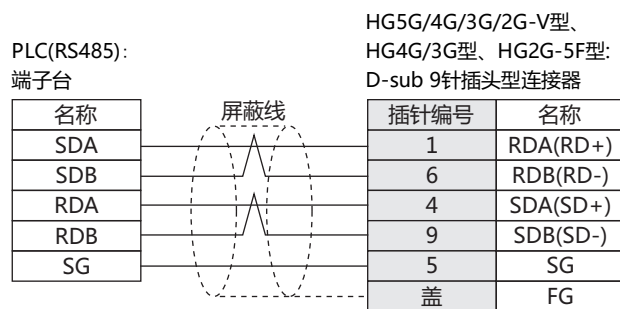 PLC(RS485):
端子台
HG5G/4G/3G/2G-V型、
HG4G/3G型、HG2G-5F型:
D-sub 9针插头型连接器
名称 屏蔽线 插针编号 名称
SDA 1 RDA(RD+)
SDB 6 RDB(RD-)
RDA 4 SDA(SD+)
RDB 9 SDB(SD-)
SG 5 SG
盖 FG